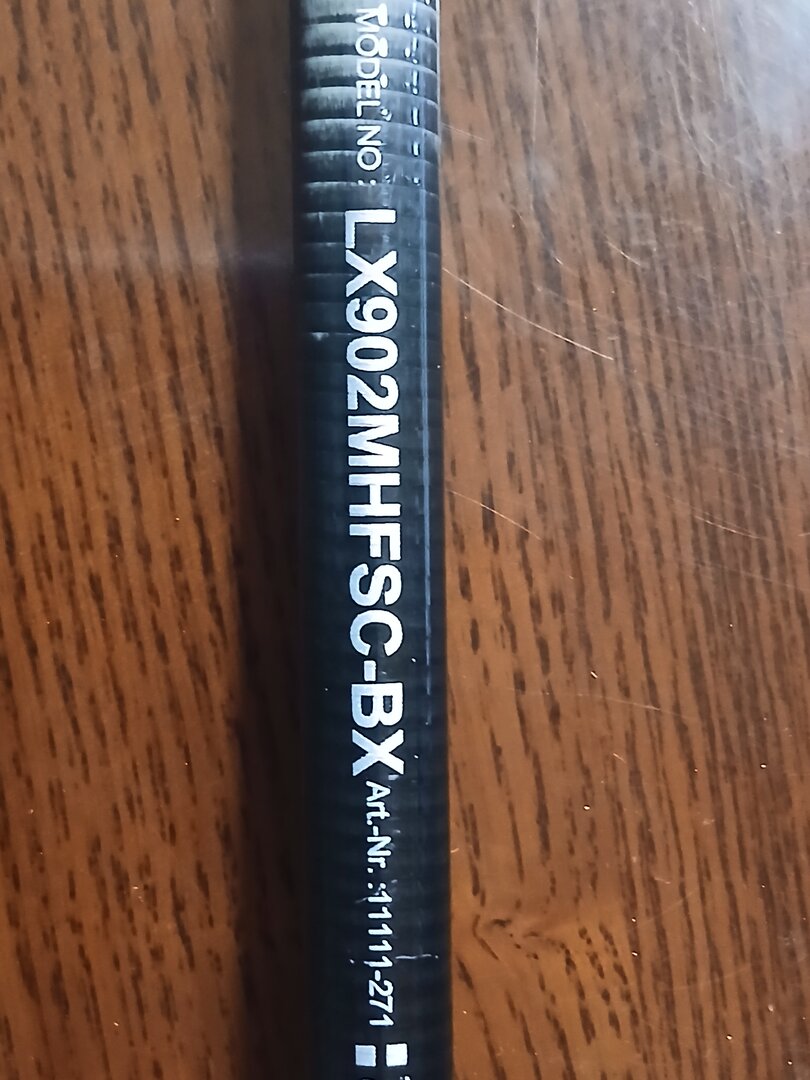 MODEL NO : LX902MHFSC-BX Art.-Nr. :11111-271